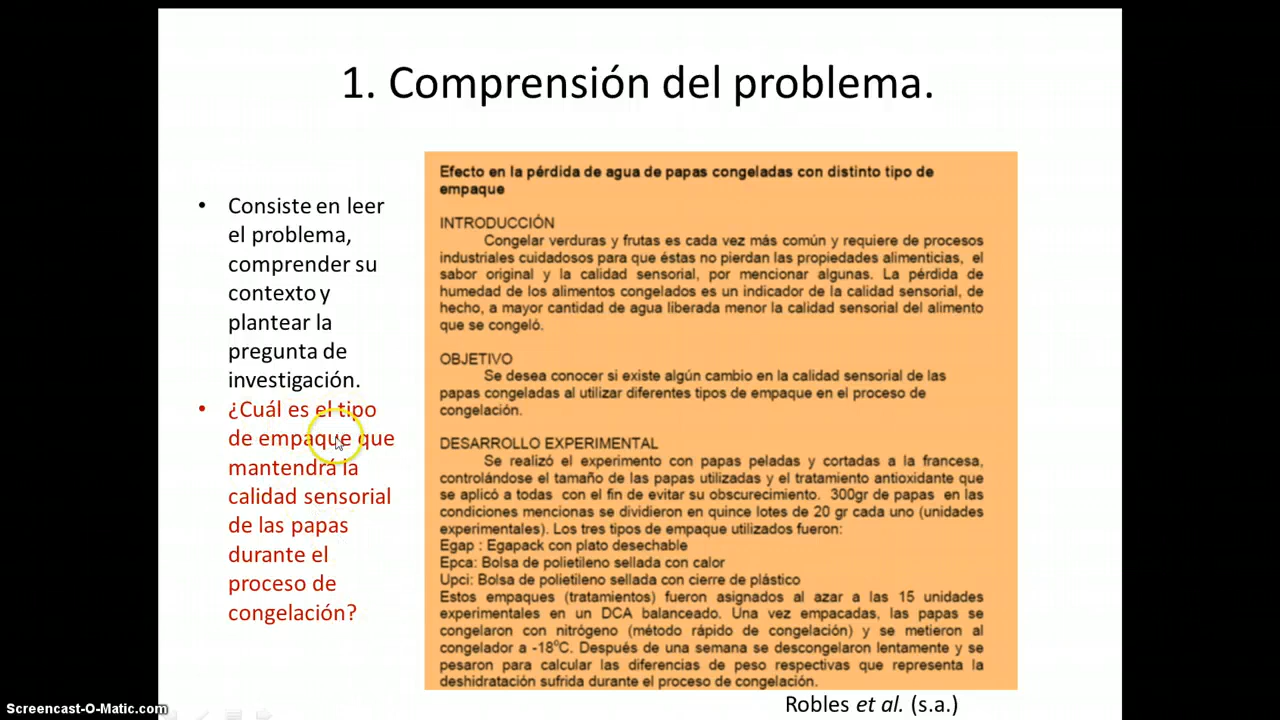 1. Comprensión del problema.
• Consiste en leer
el problema,
comprender su
contexto y
plantear la
pregunta de
investigación.
• ¿Cuál es el tipo
de empaque que
mantendrá la
calidad sensorial
de las papas
durante el
proceso de
congelación?
Efecto en la pérdida de agua de papas congeladas con distinto tipo de
empaque
INTRODUCCIÓN
Congelar verduras y frutas es cada vez más común y requiere de procesos
industriales cuidadosos para que éstas no pierdan las propiedades alimenticias, el
sabor original y la calidad sensorial, por mencionar algunas. La pérdida de
humedad de los alimentos congelados es un indicador de la calidad sensorial, de
hecho, a mayor cantidad de agua liberada menor la calidad sensorial del alimento
que se congeló.
OBJETIVO
Se desea conocer si existe algún cambio en la calidad sensorial de las
papas congeladas al utilizar diferentes tipos de empaque en el proceso de
congelación.
DESARROLLO EXPERIMENTAL
Se realizó el experimento con papas peladas y cortadas a la francesa,
controlándose el tamaño de las papas utilizadas y el tratamiento antioxidante que
se aplicó a todas con el fin de evitar su obscurecimiento. 300gr de papas en las
condiciones mencionas se dividieron en quince lotes de 20 gr cada uno (unidades
experimentales). Los tres tipos de empaque utilizados fueron:
Egap : Egapack con plato desechable
Epca: Bolsa de polietileno sellada con calor
Upci: Bolsa de polietileno sellada con cierre de plástico
Estos empaques (tratamientos) fueron asignados al azar a las 15 unidades
experimentales en un DCA balanceado. Una vez empacadas, las papas se
congelaron con nitrógeno (método rápido de congelación) y se metieron al
congelador a -18°C. Después de una semana se descongelaron lentamente y se
pesaron para calcular las diferencias de peso respectivas que representa la
deshidratación sufrida durante el proceso de congelación.
Robles et al. (s.a.)
Screencast-O-Matic.com